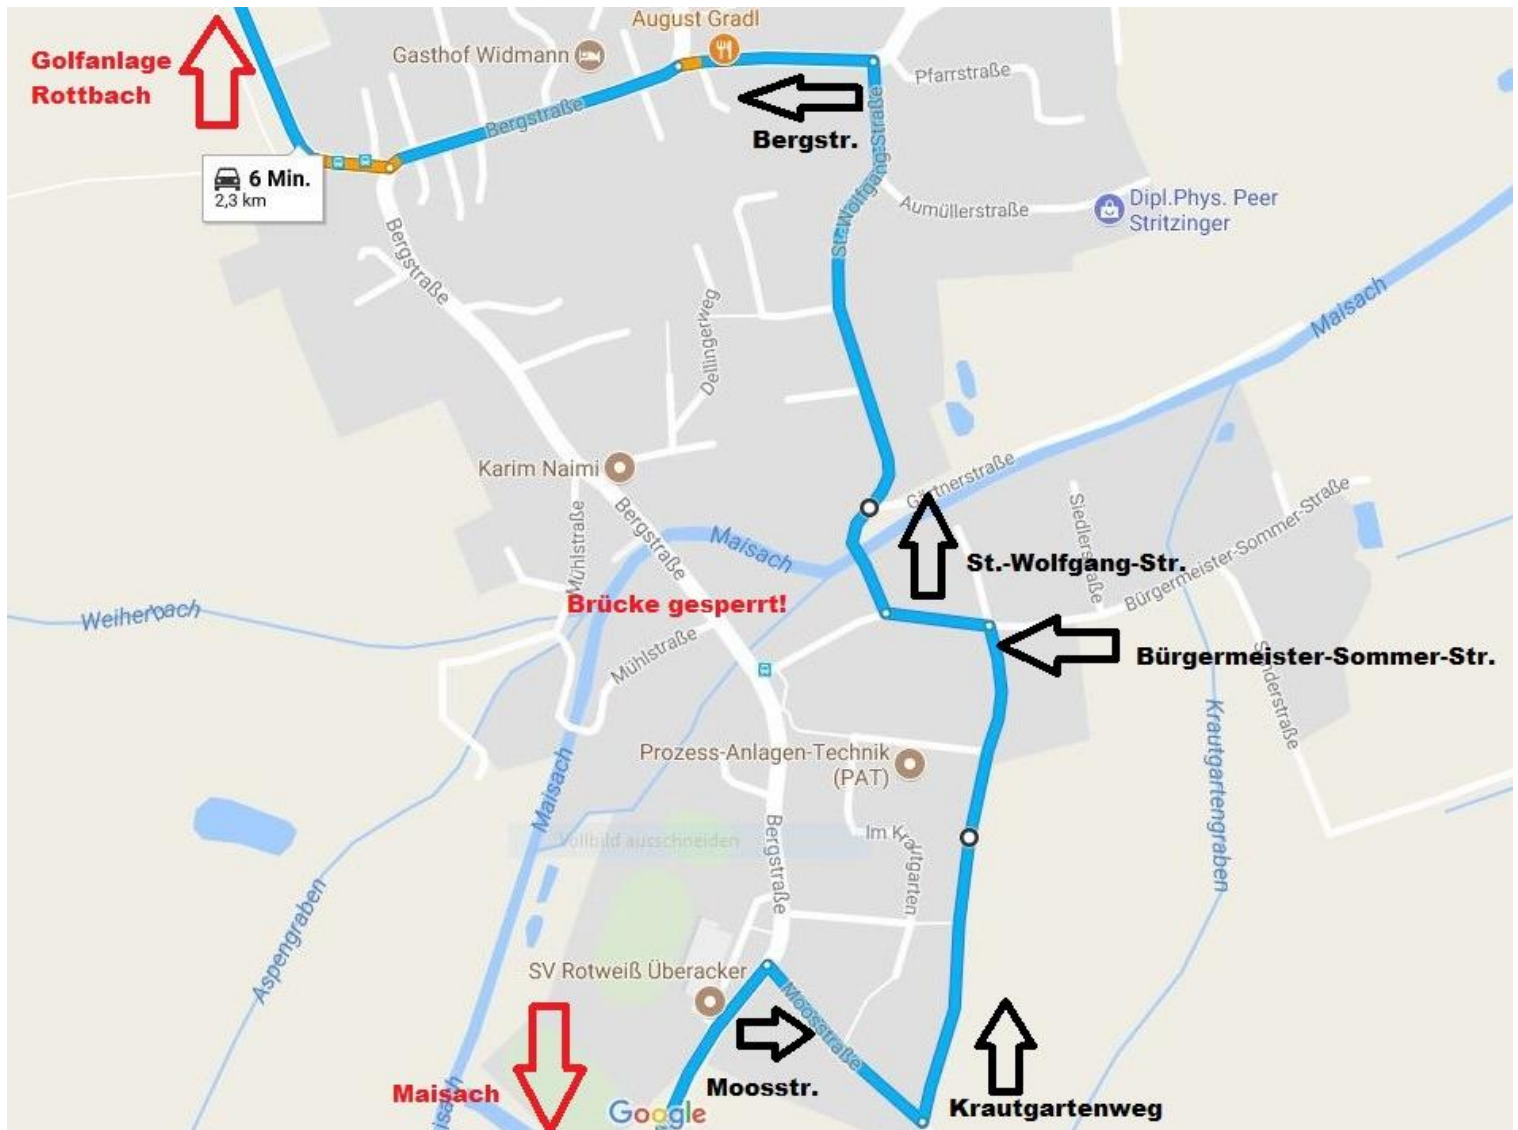 August Gradl
Golfanlage
Rottbach
Gasthof Widmann
Pfarrstraße
Bergstraße
Bergstr.
St.-Wolfgang-Straße
6 Min.
2,3 km
Aumüllerstraße
Dipl.Phys. Peer
Stritzinger
Bergstraße
Maisach
Dellingerweg
Karim Naimi
Gärtnerstraße
Bergstraße
Mühlstraße
Maisach
Siedlerstraße
Bürgermeister-Sommer-Straße
St.-Wolfgang-Str.
Weiherbach
Brücke gesperrt!
Mühlstraße
Bürgermeister-Sommer-Str.
Krautgartengraben
Prozess-Anlagen-Technik
(PAT)
Maisach
Vollbild ausschneiden
Im Krautgarten
Bergstraße
Aspengraben
SV Rotweiß Überacker
Moosstraße
Maisach
Moosstr.
Krautgartenweg
Maisach
Google